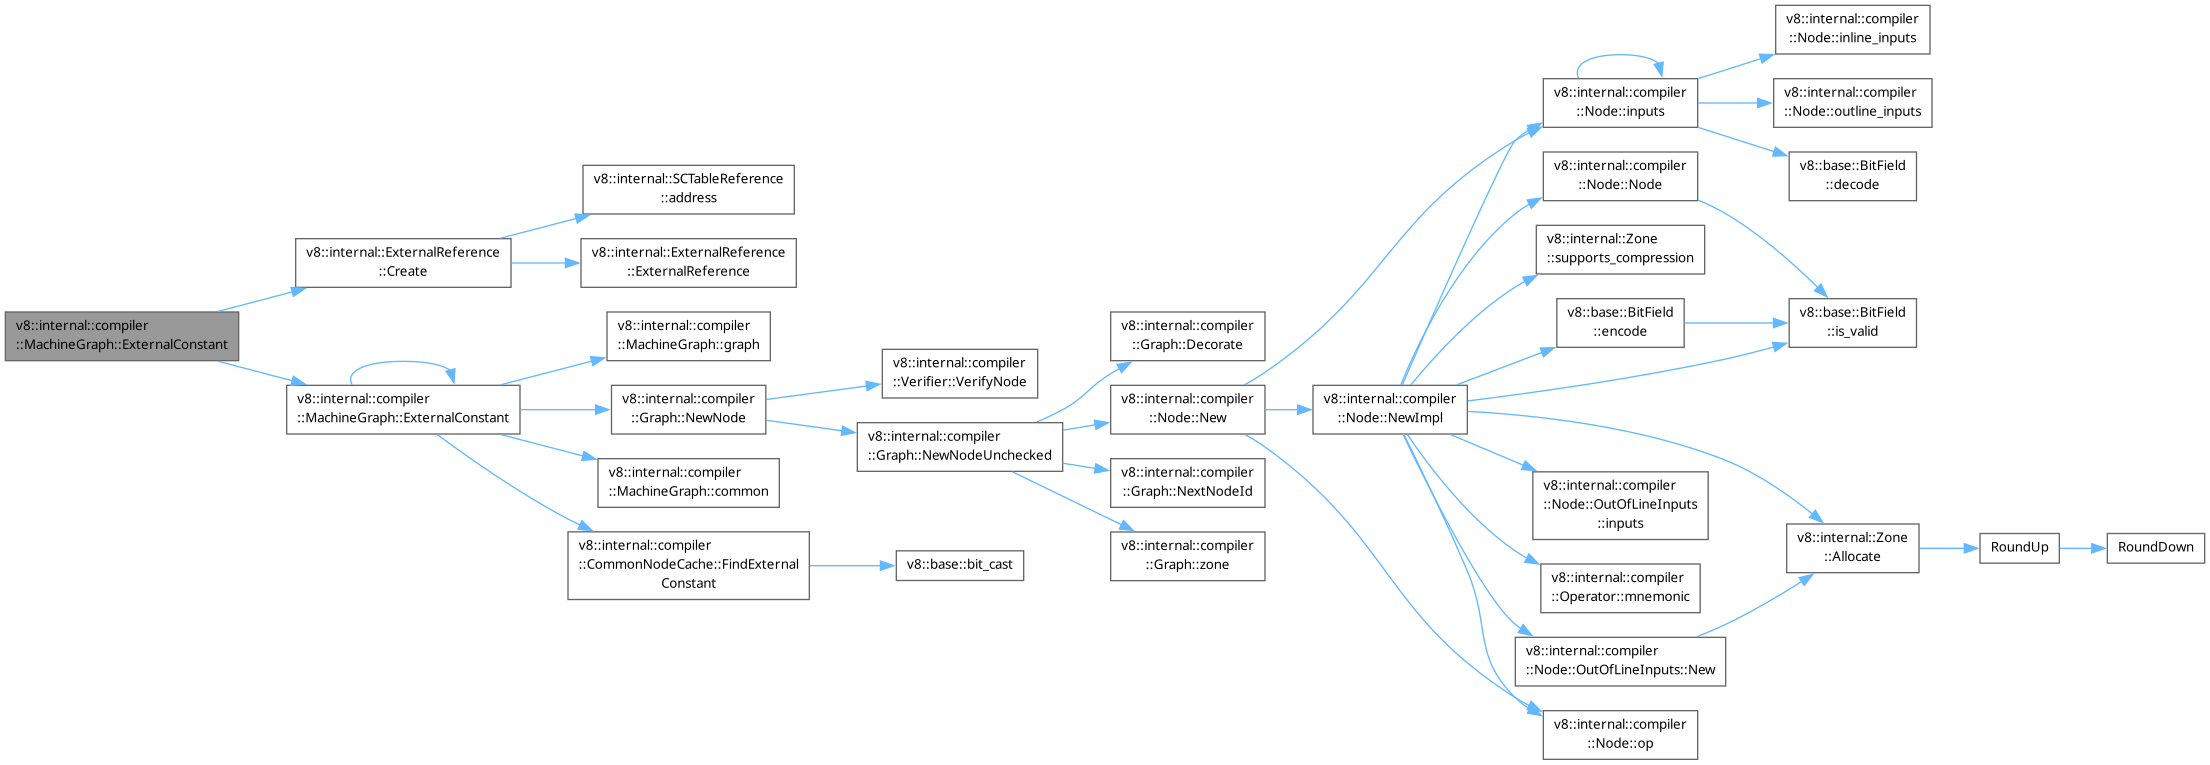 v8::internal::compiler
::MachineGraph::ExternalConstant
v8::internal::ExternalReference
::Create
v8::internal::SCTableReference
::address
v8::internal::ExternalReference
::ExternalReference
v8::internal::compiler
::MachineGraph::ExternalConstant
v8::internal::compiler
::MachineGraph::graph
v8::internal::compiler
::Graph::NewNode
v8::internal::compiler
::MachineGraph::common
v8::internal::compiler
::CommonNodeCache::FindExternal
Constant
v8::internal::compiler
::Verifier::VerifyNode
v8::internal::compiler
::Graph::NewNodeUnchecked
v8::base::bit_cast
v8::internal::compiler
::Graph::Decorate
v8::internal::compiler
::Node::New
v8::internal::compiler
::Graph::NextNodeId
v8::internal::compiler
::Graph::zone
v8::internal::compiler
::Node::NewImpl
v8::internal::compiler
::Node::inputs
v8::internal::compiler
::Node::Node
v8::internal::Zone
::supports_compression
v8::base::BitField
::encode
v8::internal::compiler
::Node::OutOfLineInputs
::inputs
v8::internal::compiler
::Operator::mnemonic
v8::internal::compiler
::Node::OutOfLineInputs::New
v8::internal::compiler
::Node::op
v8::internal::compiler
::Node::inline_inputs
v8::internal::compiler
::Node::outline_inputs
v8::base::BitField
::decode
v8::base::BitField
::is_valid
v8::internal::Zone
::Allocate
RoundUp
RoundDown